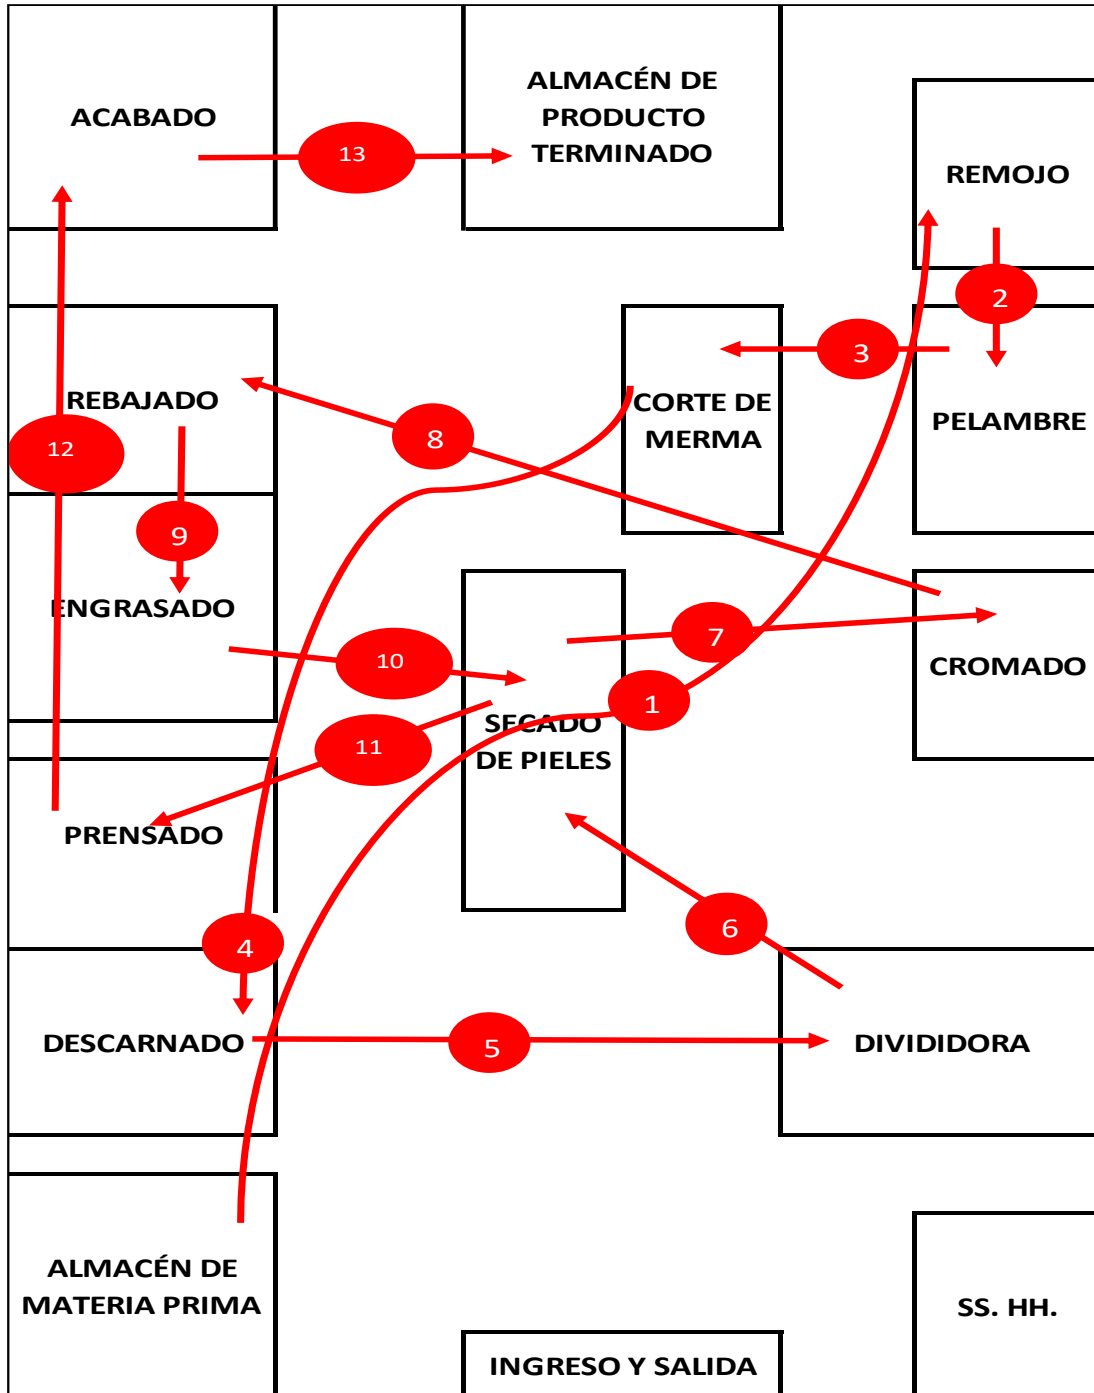 ACABADO
13
ALMACÉN DE
PRODUCTO
TERMINADO
REMOJO
2
3
REBAJADO
8
CORTE DE
MERMA
PELAMBRE
12
9
ENGRASADO
10
7
CROMADO
1
SECADO
DE PIELES
11
PRENSADO
4
6
DESCARNADO
5
DIVIDIDORA
ALMACÉN DE
MATERIA PRIMA
SS. HH.
INGRESO Y SALIDA